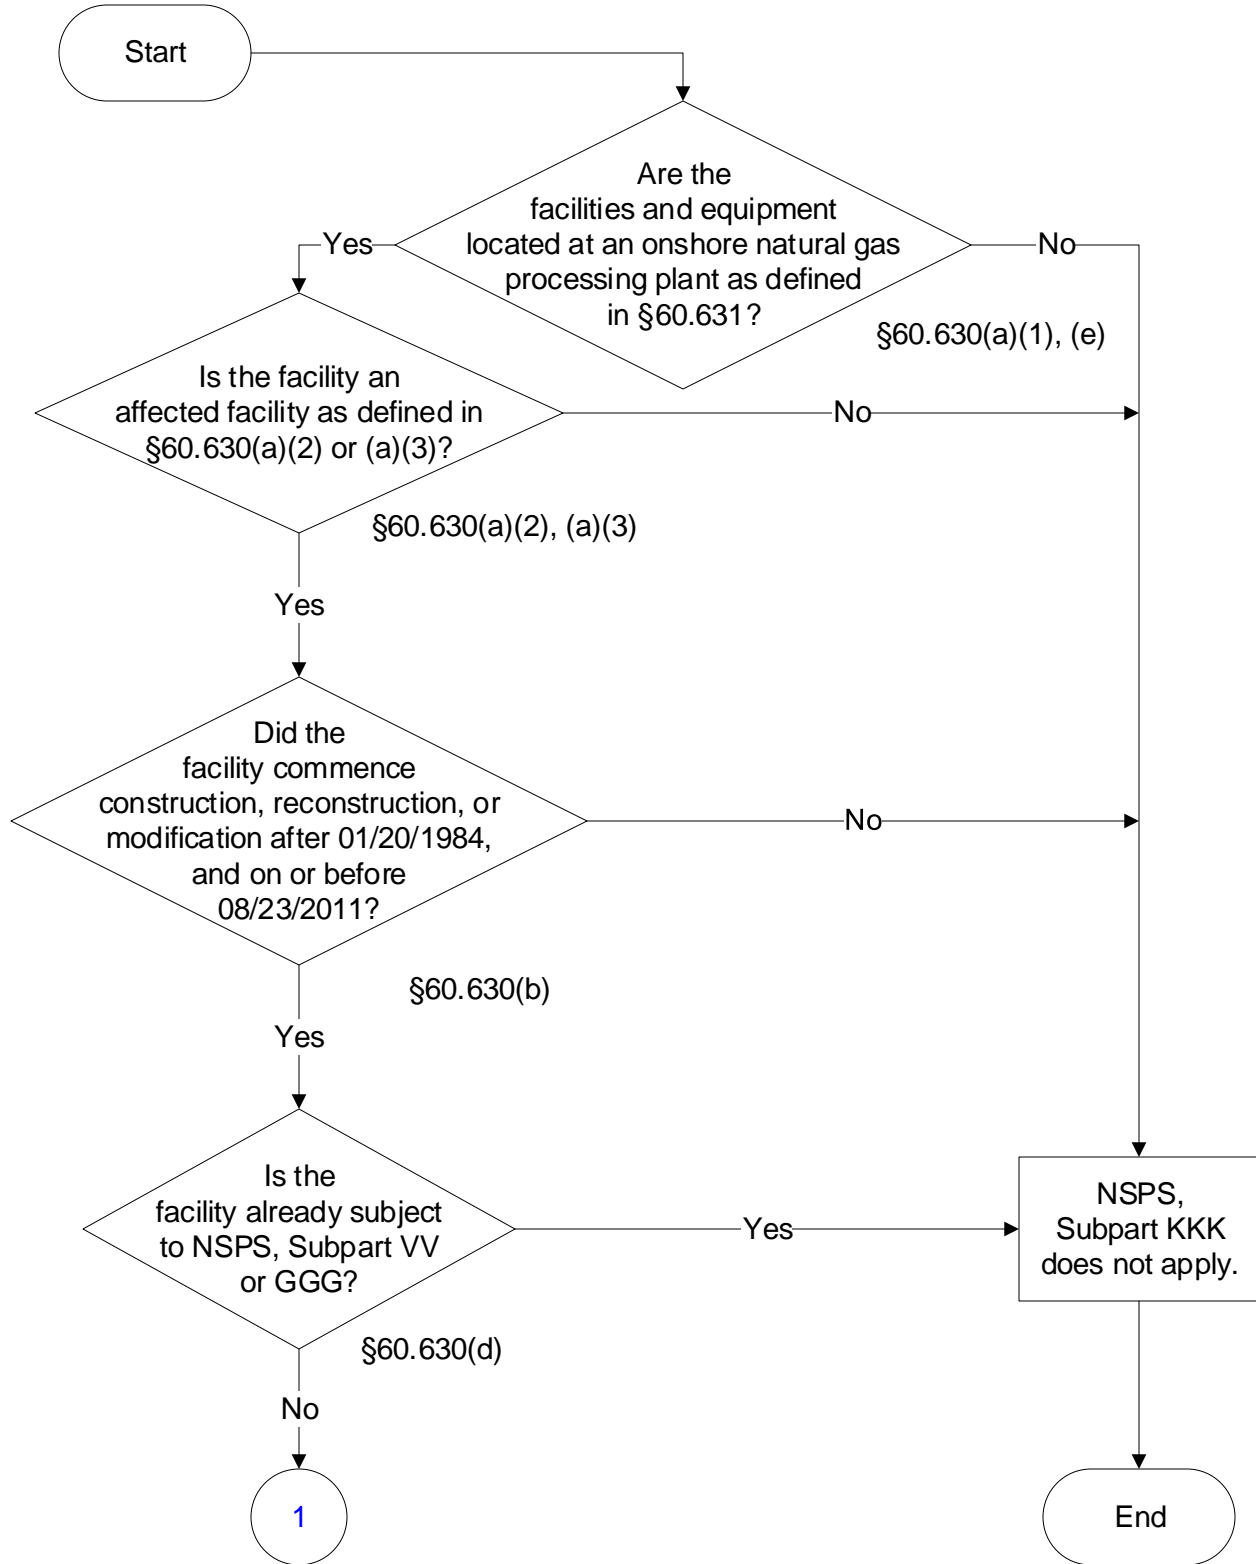 Start
Are the
facilities and equipment
located at an onshore natural gas
processing plant as defined
in §60.631?
Yes
No
§60.630(a)(1), (e)
Is the facility an
affected facility as defined in
§60.630(a)(2) or (a)(3)?
No
§60.630(a)(2), (a)(3)
Yes
Did the
facility commence
construction, reconstruction, or
modification after 01/20/1984,
and on or before
08/23/2011?
No
§60.630(b)
Yes
Is the
facility already subject
to NSPS, Subpart VV
or GGG?
Yes
NSPS,
Subpart KKK
does not apply.
§60.630(d)
No
1
End